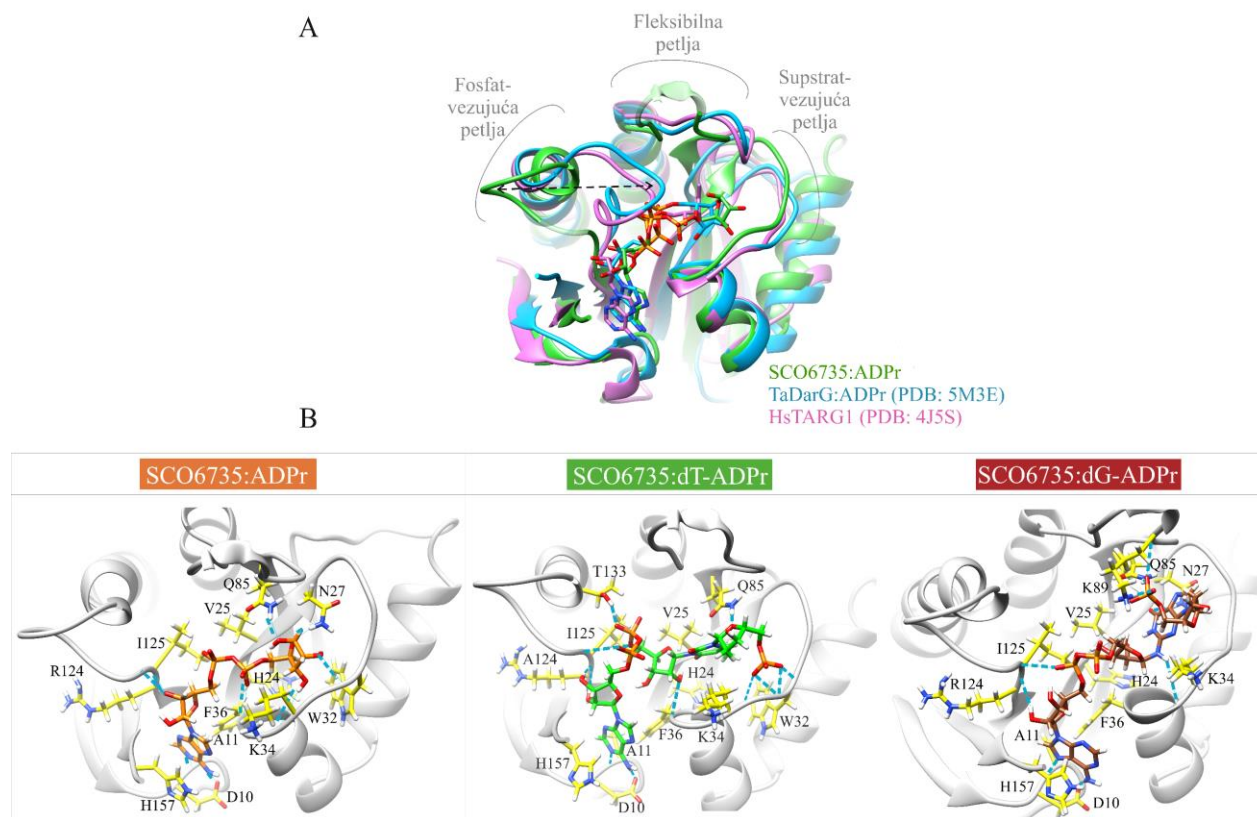 A
Fleksibilna
petlja
Fosfat-
vezujuća
petlja
Supstrat-
vezujuća
petlja
SCO6735:ADPr
TaDarG:ADPr (PDB: 5M3E)
HsTARG1 (PDB: 4J5S)
B
SCO6735:ADPr
Q85
N27
V25
I125
H24
R124
F36
W32
A11
K34
H157
D10
SCO6735:dT-ADPr
T133
Q85
V25
I125
A124
H24
F36
W32
A11
K34
H157
D10
SCO6735:dG-ADPr
Q85
N27
K89
V25
I125
H24
K34
R124
F36
A11
H157
D10